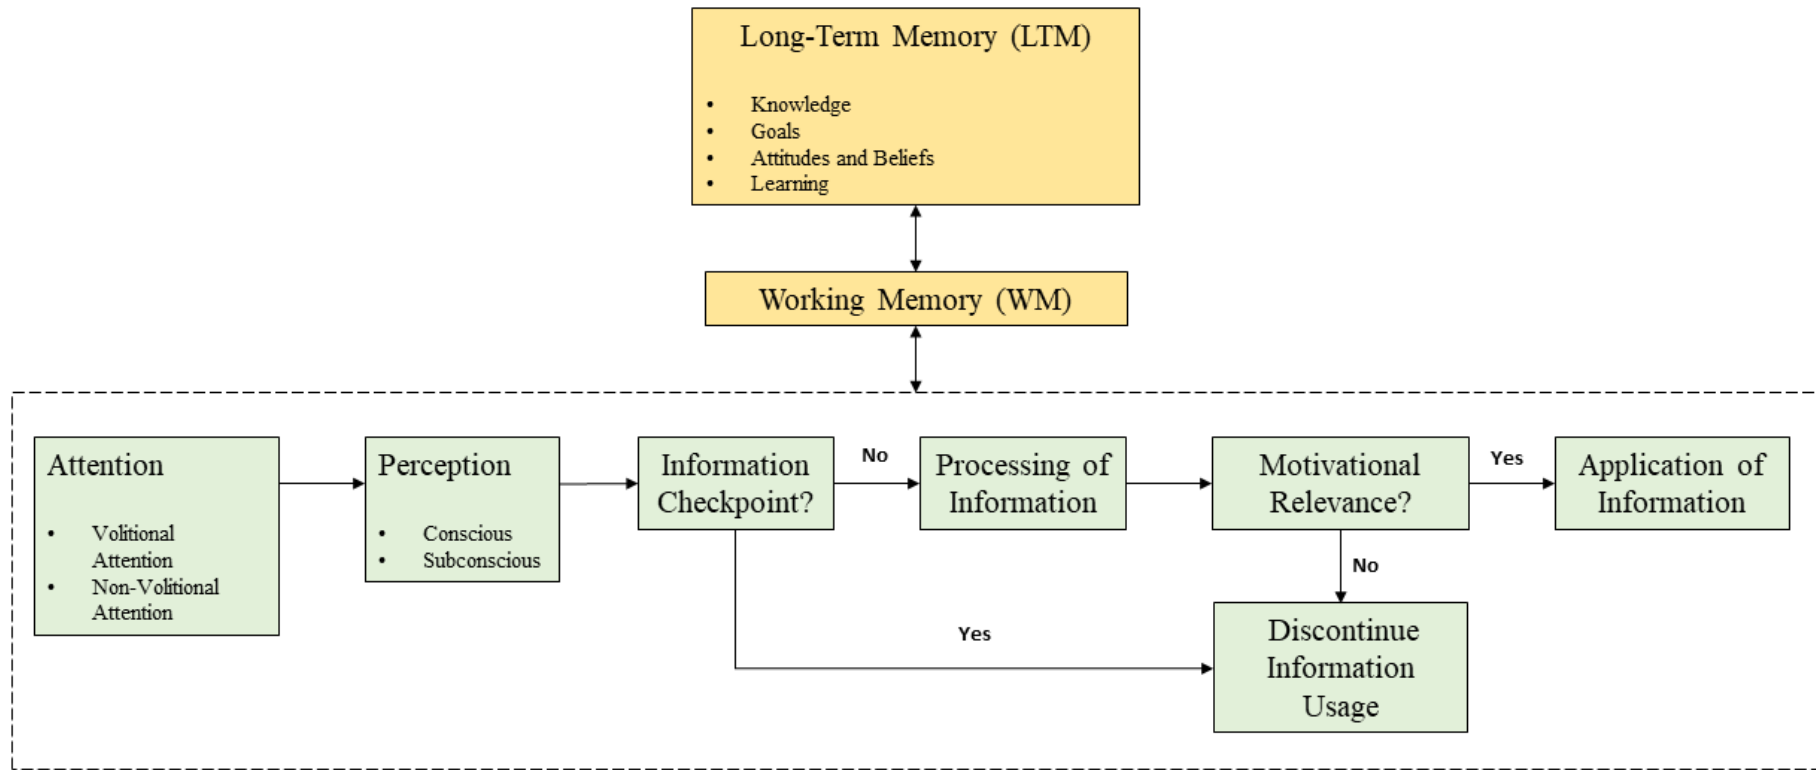 Long-Term Memory (LTM)
• Knowledge
• Goals
• Attitudes and Beliefs
• Learning
Working Memory (WM)
Attention
• Volitional
Attention
• Non-Volitional
Attention
Perception
• Conscious
• Subconscious
Information
Checkpoint?
No
Processing of
Information
Motivational
Relevance?
Yes
Application of
Information
No
Yes
Discontinue
Information
Usage